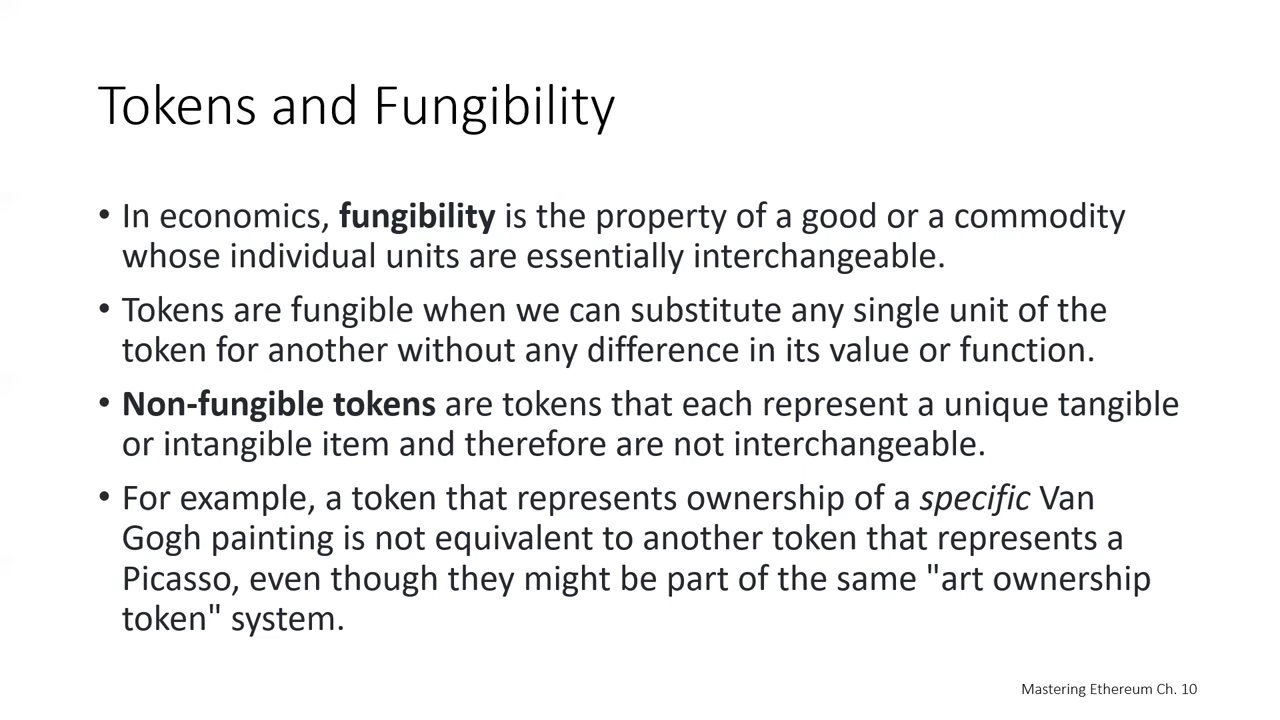 Tokens and Fungibility
• In economics, fungibility is the property of a good or a commodity
whose individual units are essentially interchangeable.
• Tokens are fungible when we can substitute any single unit of the
token for another without any difference in its value or function.
• Non-fungible tokens are tokens that each represent a unique tangible
or intangible item and therefore are not interchangeable.
• For example, a token that represents ownership of a specific Van
Gogh painting is not equivalent to another token that represents a
Picasso, even though they might be part of the same "art ownership
token" system.
Mastering Ethereum Ch. 10